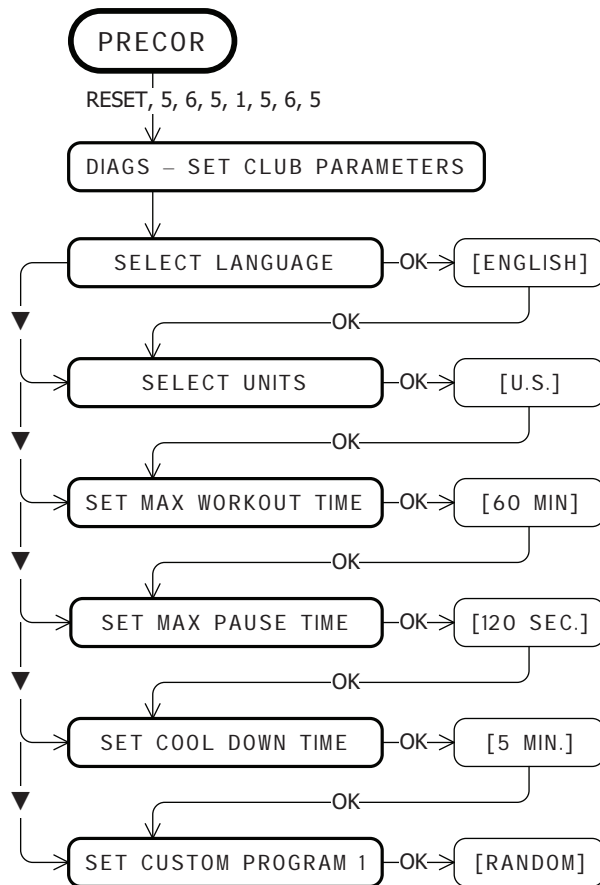 PRECOR
RESET, 5, 6, 5, 1, 5, 6, 5
DIAGS – SET CLUB PARAMETERS
SELECT LANGUAGE
OK
[ENGLISH]
OK
SELECT UNITS
OK
[U.S.]
OK
SET MAX WORKOUT TIME
OK
[60 MIN]
OK
SET MAX PAUSE TIME
OK
[120 SEC.]
OK
SET COOL DOWN TIME
OK
[5 MIN.]
OK
SET CUSTOM PROGRAM 1
OK
[RANDOM]